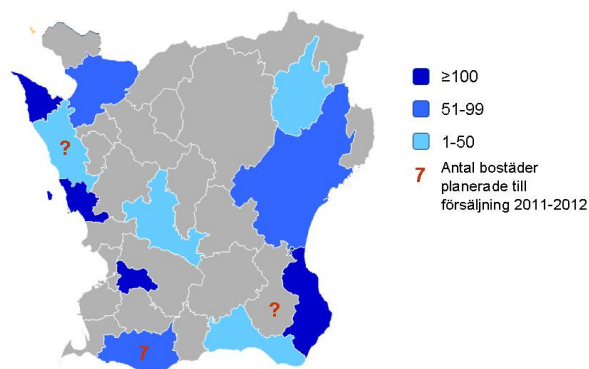 ≥100
51-99
1-50
7 Antal bostäder
planerade till
försäljning 2011-2012
?
?
7